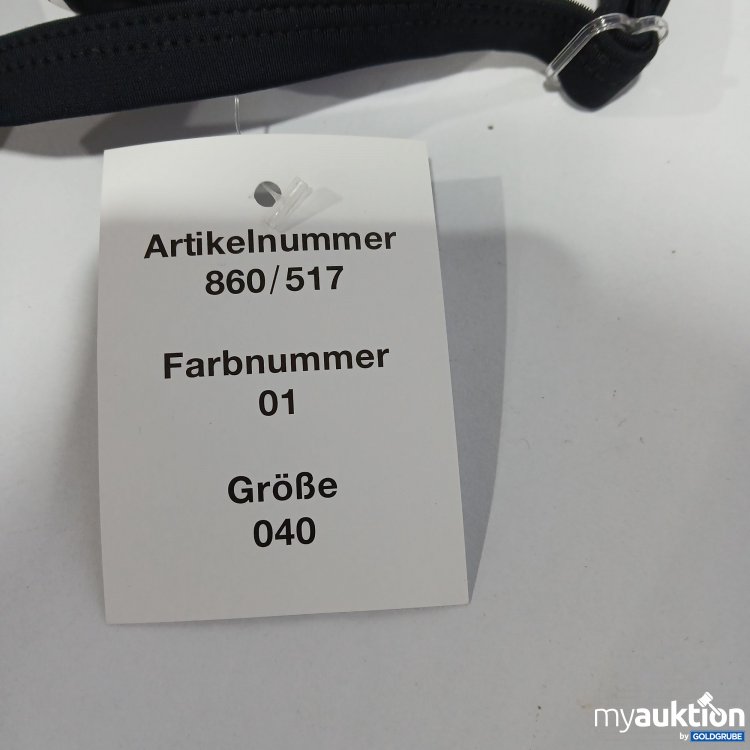 Artikelnummer
860/517
Farbnummer
01
Größe
040
myauktion
by GOLDGRUBE